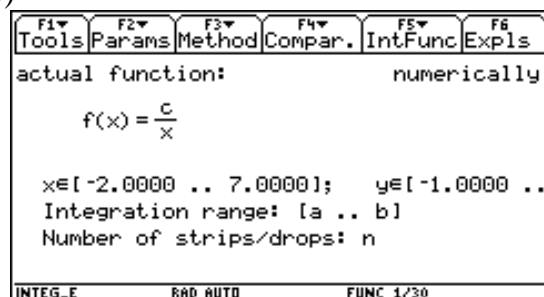 )
F1▼ F2▼ F3▼ F4▼ F5▼ F6
Tools Params Method Compar. IntFunc Expls
actual function: numerically
f(x) = c/x
x∈[-2.0000 .. 7.0000]; y∈[-1.0000 ..
Integration range: [a .. b]
Number of strips/drops: n
INTEG_E RAD AUTO FUNC 1/30